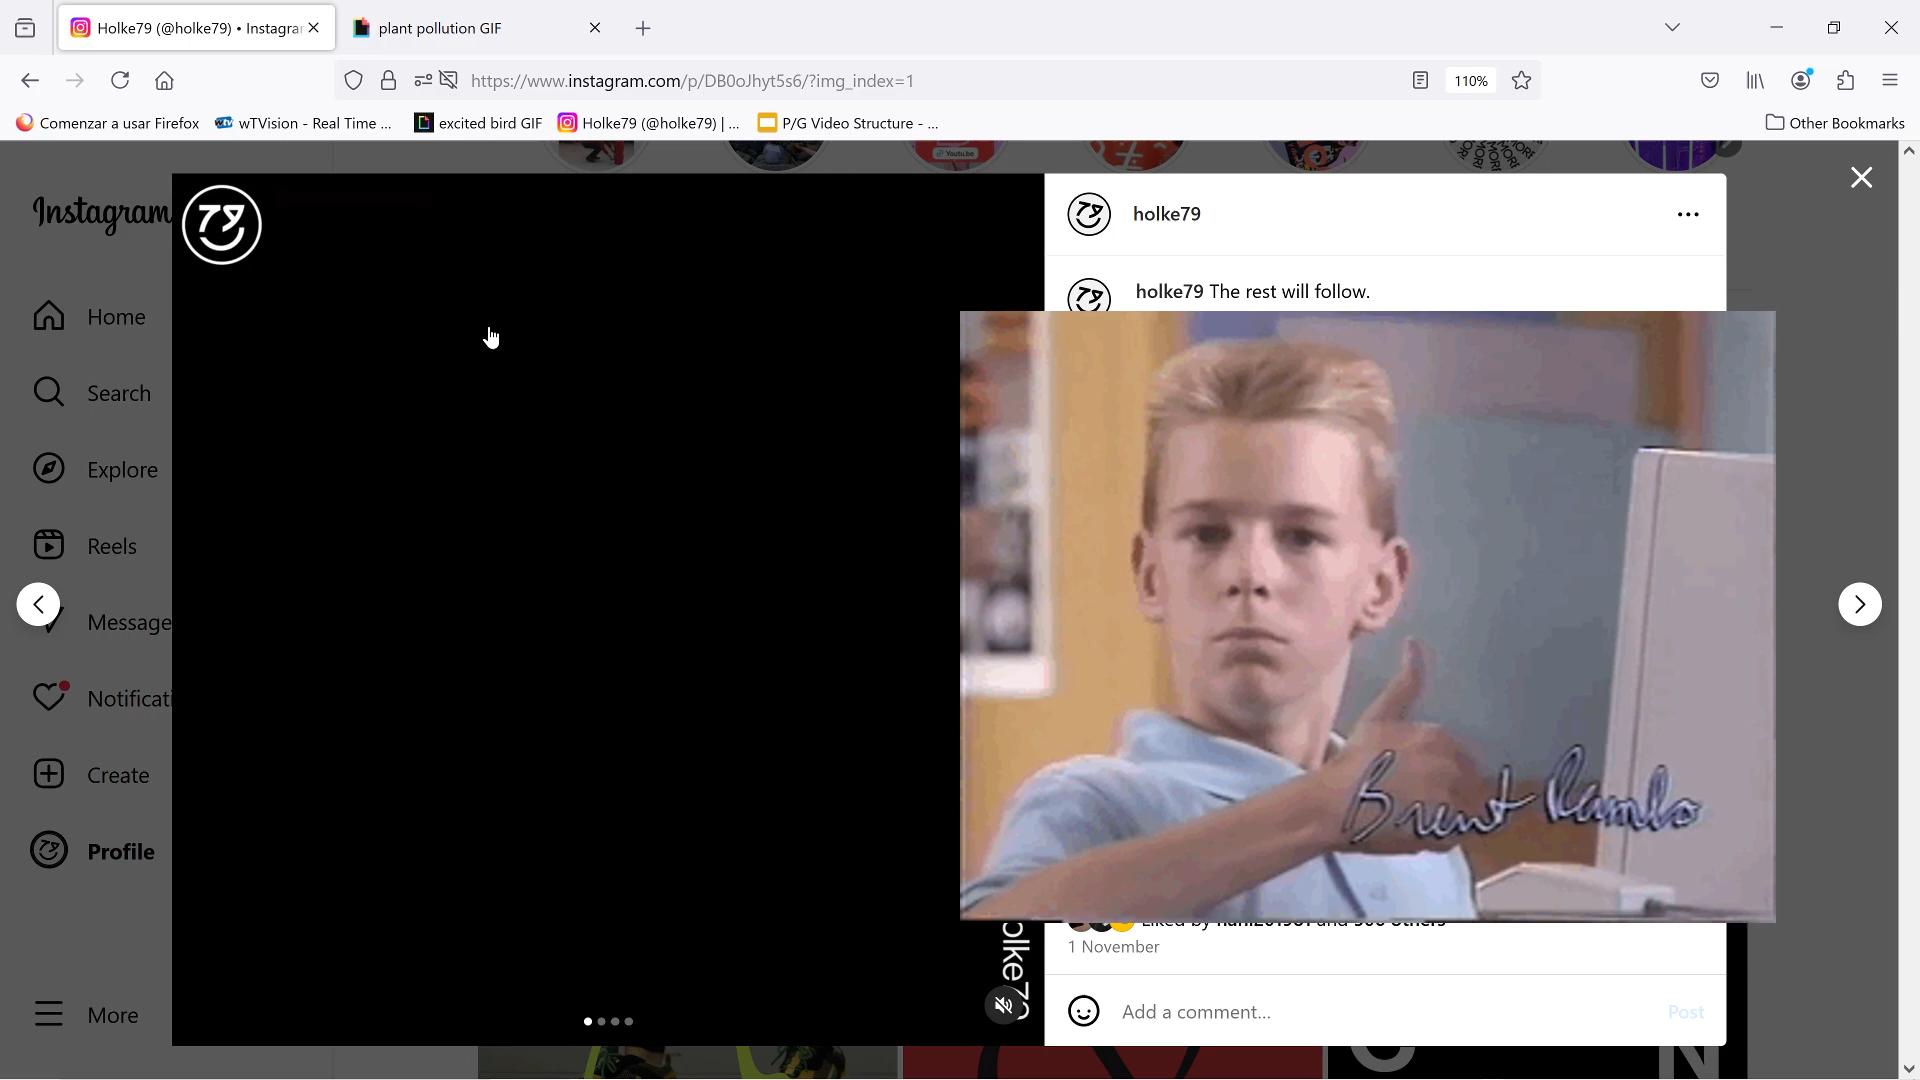 Holke79 (@holke79) • Instagra
plant pollution GIF
https://www.instagram.com/p/DB0oJhyt5s6/?img_index=1
110%
Comenzar a usar Firefox
wTVision - Real Time ...
excited bird GIF
Holke79 (@holke79) | ...
P/G Video Structure - ...
Other Bookmarks
Instagram
holke79
holke79 The rest will follow.
Home
Search
Explore
Reels
Message
Notificati
Create
Profile
More
Brent Rambo
olke79
1 November
Add a comment...
Post